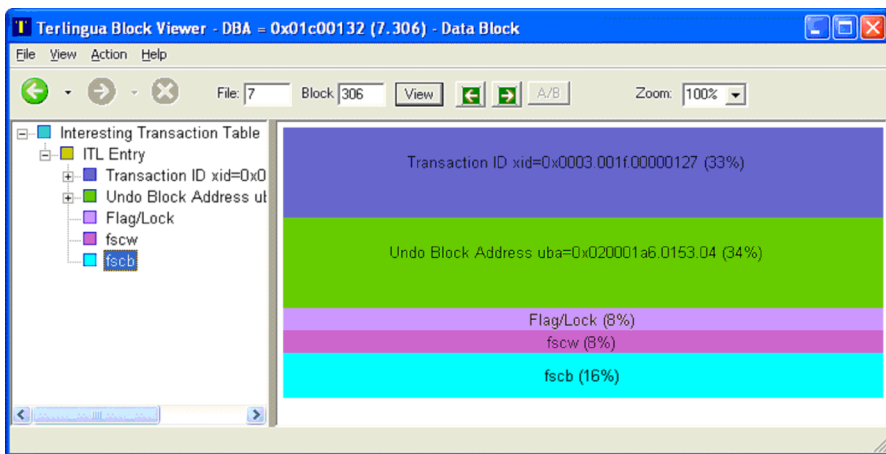 T Terlingua Block Viewer - DBA = 0x01c00132 (7.306) - Data Block
File View Action Help
File: 7 Block 306 View A/B Zoom: 100%
Interesting Transaction Table
ITL Entry
Transaction ID xid=0x0
Undo Block Address ut
Flag/Lock
fscw
fscb
Transaction ID xid=0x0003.001f.00000127 (33%)
Undo Block Address uba=0x020001a6.0153.04 (34%)
Flag/Lock (8%)
fscw (8%)
fscb (16%)